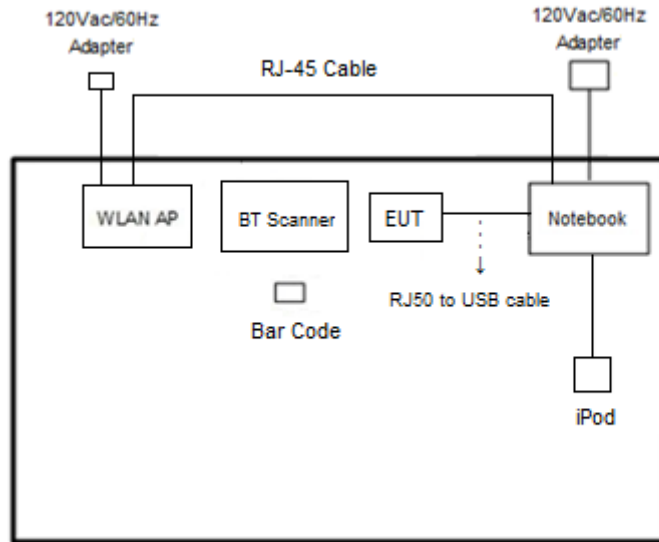 120Vac/60Hz
Adapter
120Vac/60Hz
Adapter
RJ-45 Cable
WLAN AP
BT Scanner
EUT
Notebook
RJ50 to USB cable
Bar Code
iPod